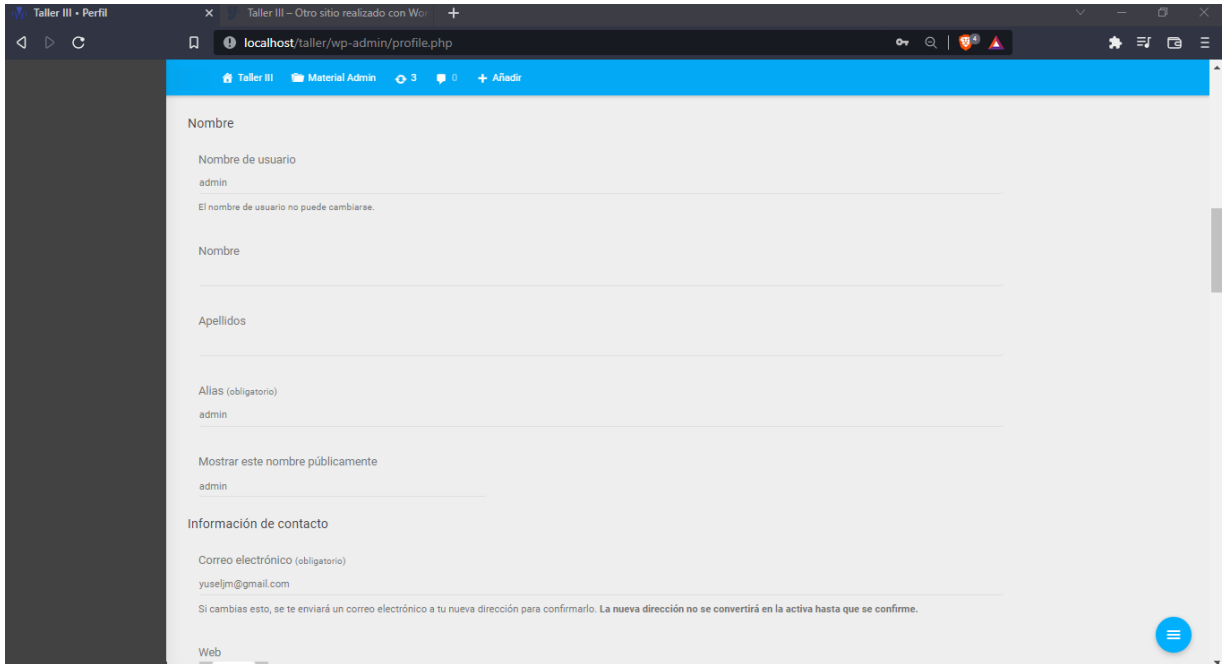 Taller III • Perfil
Taller III – Otro sitio realizado con Wor
localhost/taller/wp-admin/profile.php
4
Taller III Material Admin 3 0 Añadir
Nombre
Nombre de usuario
admin
El nombre de usuario no puede cambiarse.
Nombre
Apellidos
Alias (obligatorio)
admin
Mostrar este nombre públicamente
admin
Información de contacto
Correo electrónico (obligatorio)
yuseljm@gmail.com
Si cambias esto, se te enviará un correo electrónico a tu nueva dirección para confirmarlo. La nueva dirección no se convertirá en la activa hasta que se confirme.
Web